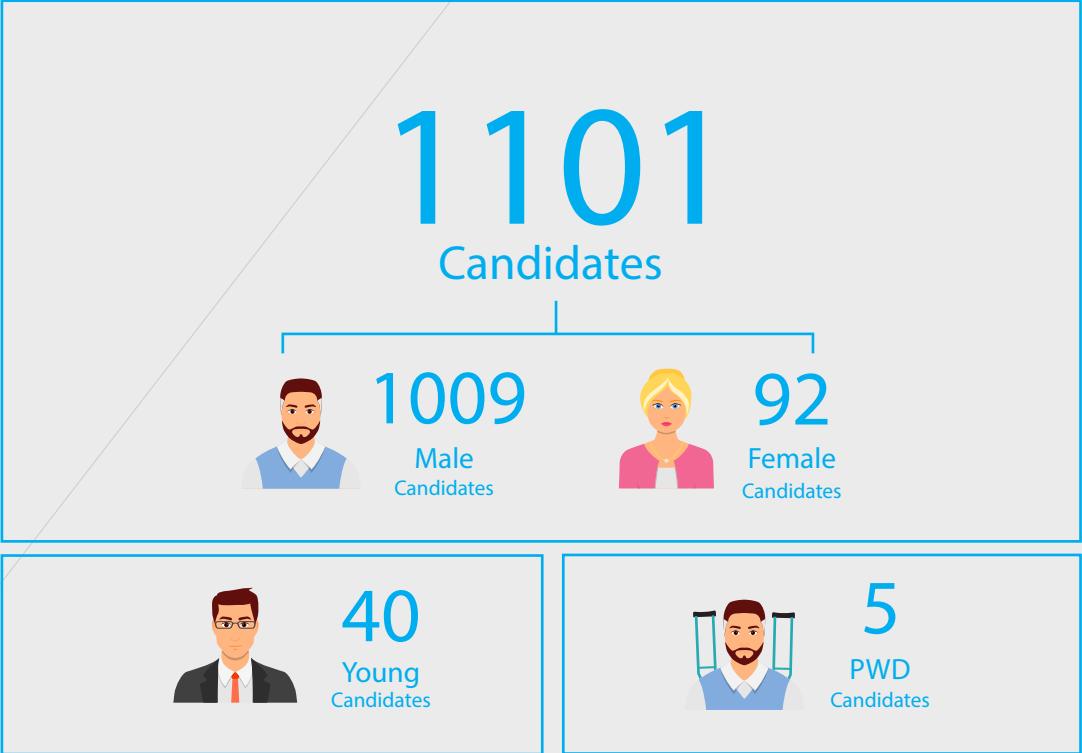 1101
Candidates
1009
Male
Candidates
92
Female
Candidates
40
Young
Candidates
5
PWD
Candidates